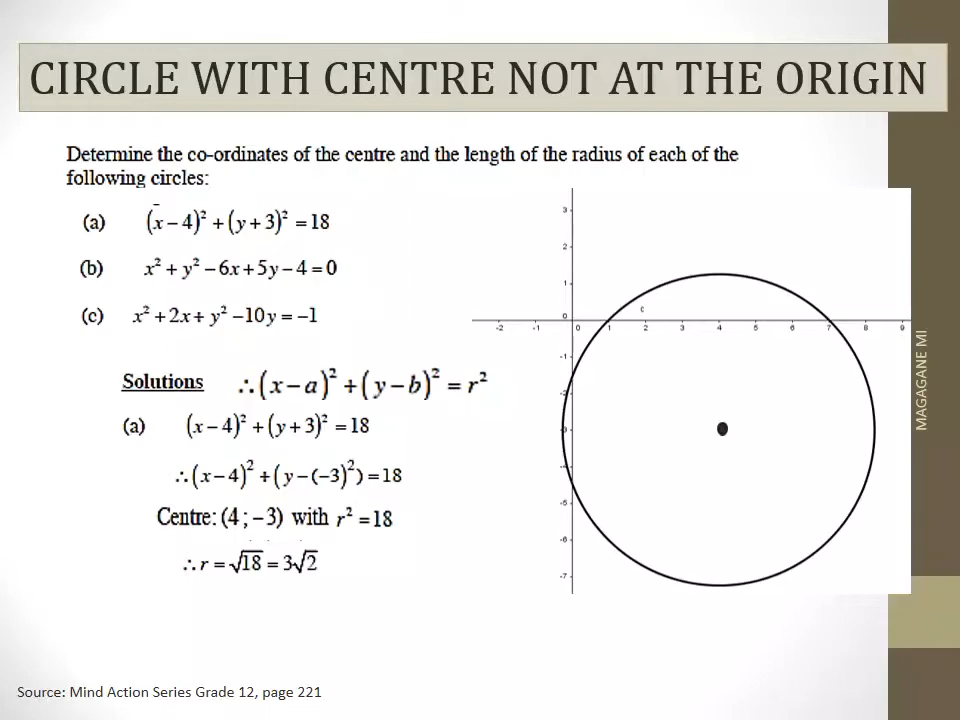 CIRCLE WITH CENTRE NOT AT THE ORIGIN
Determine the co-ordinates of the centre and the length of the radius of each of the
following circles:
(a) (x − 4)² + (y + 3)² = 18
(b) x² + y² − 6x + 5y − 4 = 0
(c) x² + 2x + y² − 10y = −1
Solutions ∴ (x − a)² + (y − b)² = r²
(a) (x − 4)² + (y + 3)² = 18
∴ (x − 4)² + (y − (−3)²) = 18
Centre: (4 ; −3) with r² = 18
∴ r = √18 = 3√2
3
2
1
0
c
-2 -1 0 1 2 3 4 5 6 7 8 9
-1
-2
-3
-4
-5
-6
-7
MAGAGANE MI
Source: Mind Action Series Grade 12, page 221